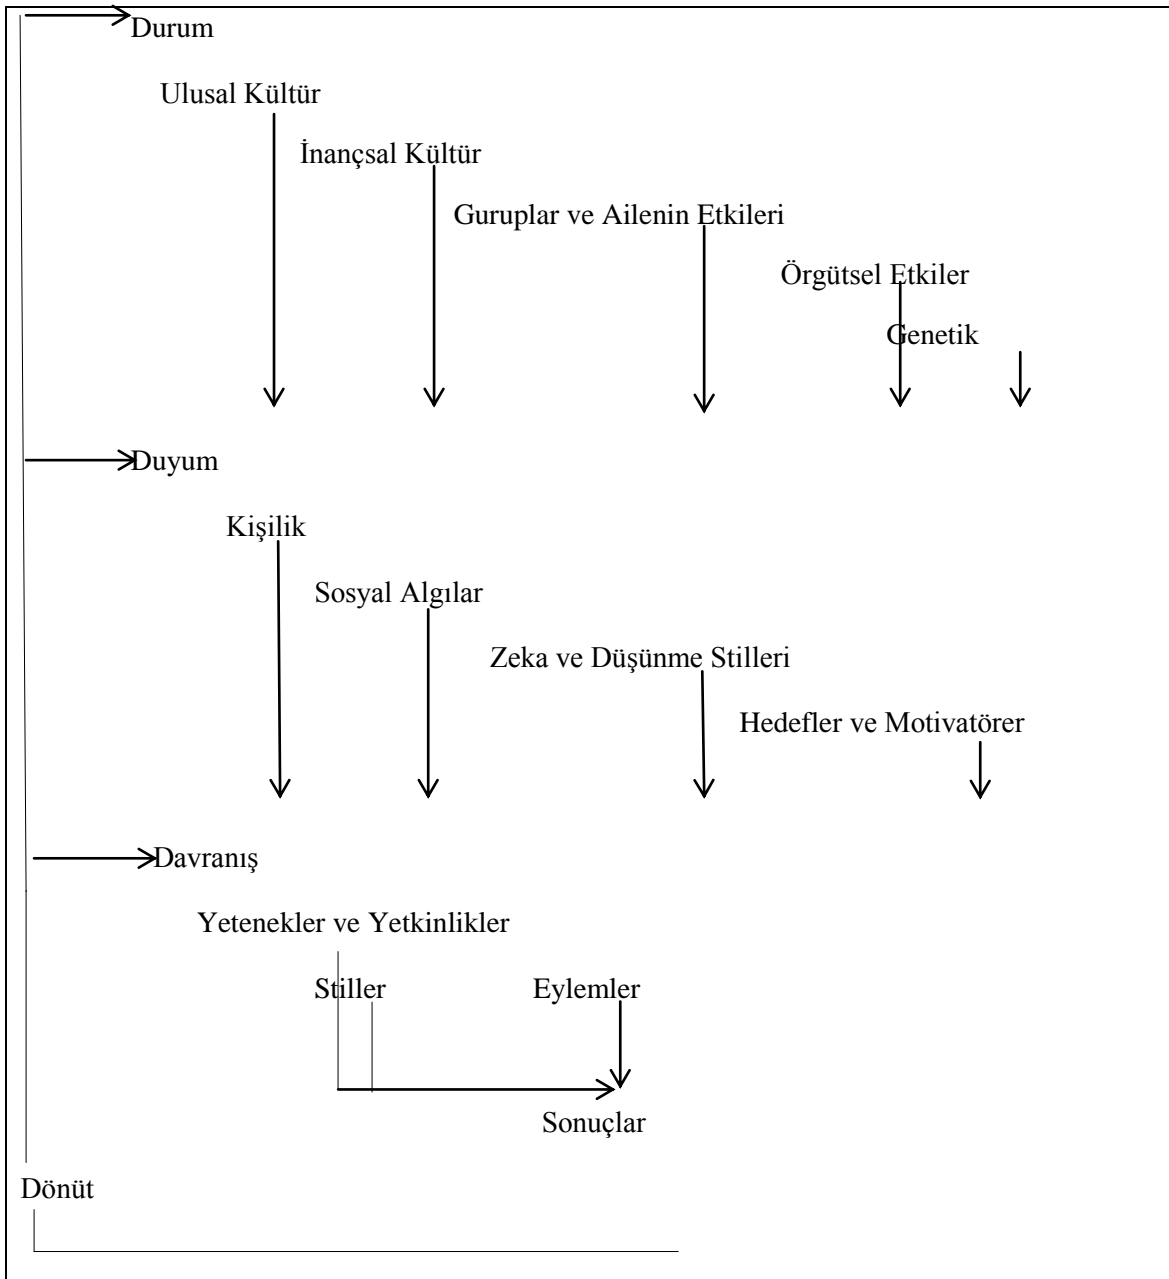 Durum
Ulusal Kültür
İnançsal Kültür
Guruplar ve Ailenin Etkileri
Örgütsel Etkiler
Genetik
Duyum
Kişilik
Sosyal Algılar
Zeka ve Düşünme Stilleri
Hedefler ve Motivatörer
Davranış
Yetenekler ve Yetkinlikler
Stiller Eylemler
Sonuçlar
Dönüt